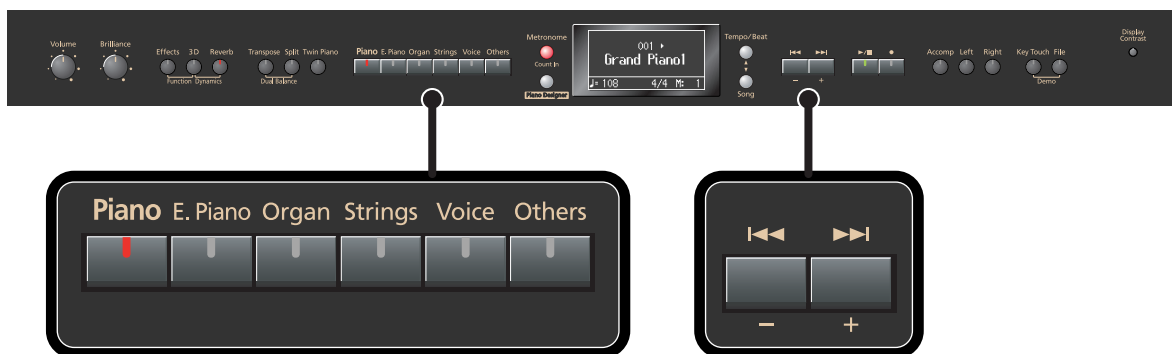 Volume
Brilliance
Effects 3D Reverb
Function Dynamics
Transpose Split Twin Piano
Dual Balance
Piano E. Piano Organ Strings Voice Others
Metronome
Count In
Piano Designer
001
Grand Piano1
♩= 108 4/4 M: 1
Tempo/Beat
Song
− +
Accomp Left Right
Key Touch File
Demo
Display
Contrast
Piano E. Piano Organ Strings Voice Others
− +